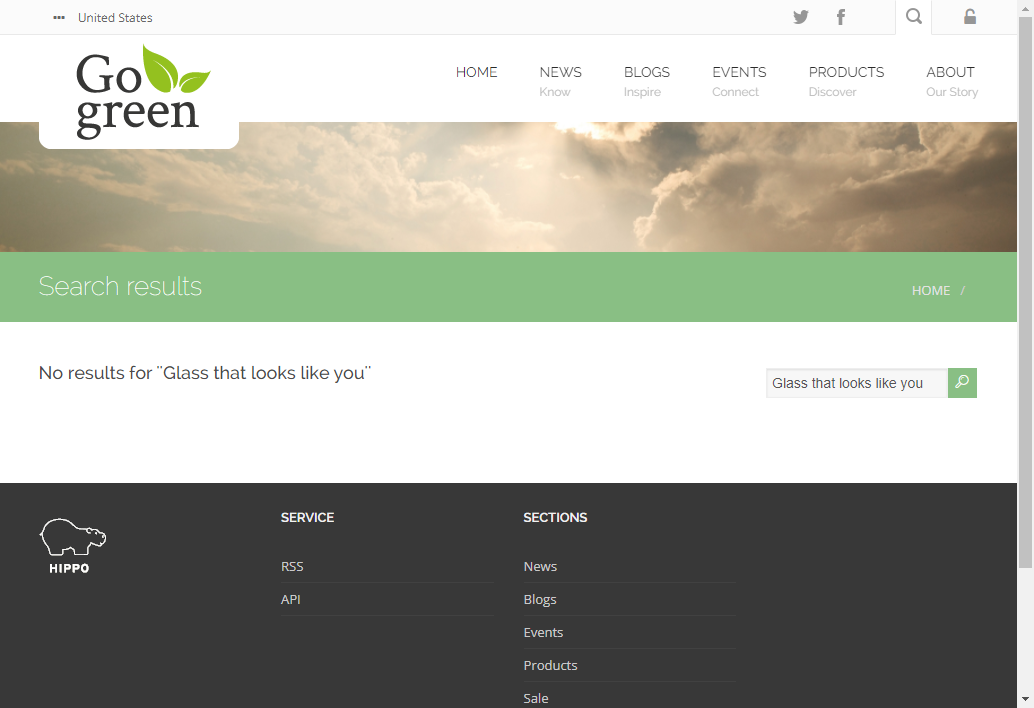 United States
Go
green
HOME
NEWS
Know
BLOGS
Inspire
EVENTS
Connect
PRODUCTS
Discover
ABOUT
Our Story
Search results
HOME /
No results for ¨Glass that looks like you¨
Glass that looks like you
HIPPO
SERVICE
RSS
API
SECTIONS
News
Blogs
Events
Products
Sale